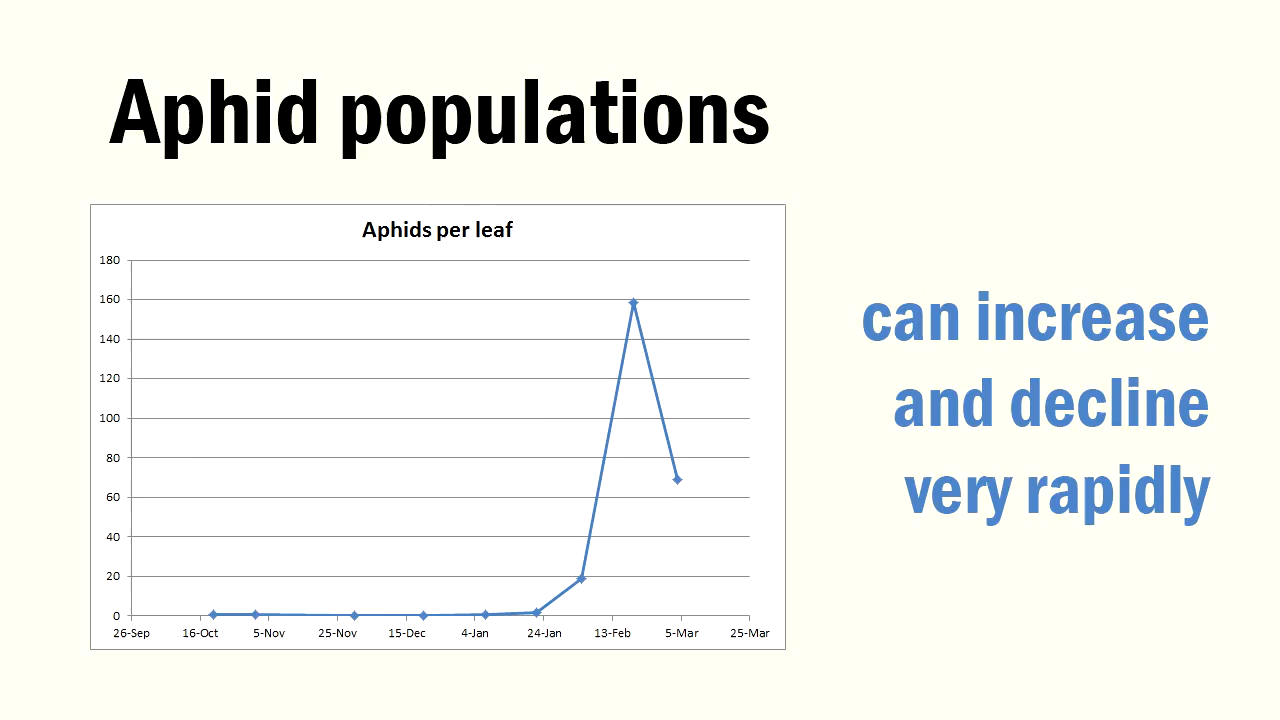 Aphid populations
Aphids per leaf
180
160
140
120
100
80
60
40
20
0
26-Sep 16-Oct 5-Nov 25-Nov 15-Dec 4-Jan 24-Jan 13-Feb 5-Mar 25-Mar
can increase
and decline
very rapidly